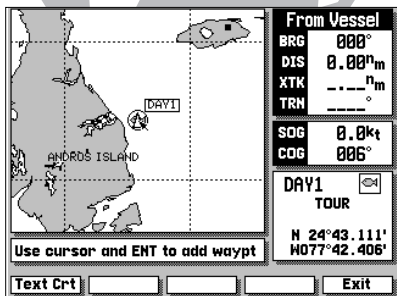 From Vessel
BRG 000°
DIS 0.00nm
XTK _.__nm
TRN ___°
SOG 0.0kt
COG 006°
DAY1
ANDROS ISLAND
DAY1
TOUR
N 24°43.111'
W077°42.406'
Use cursor and ENT to add waypt
Text Crt
Exit